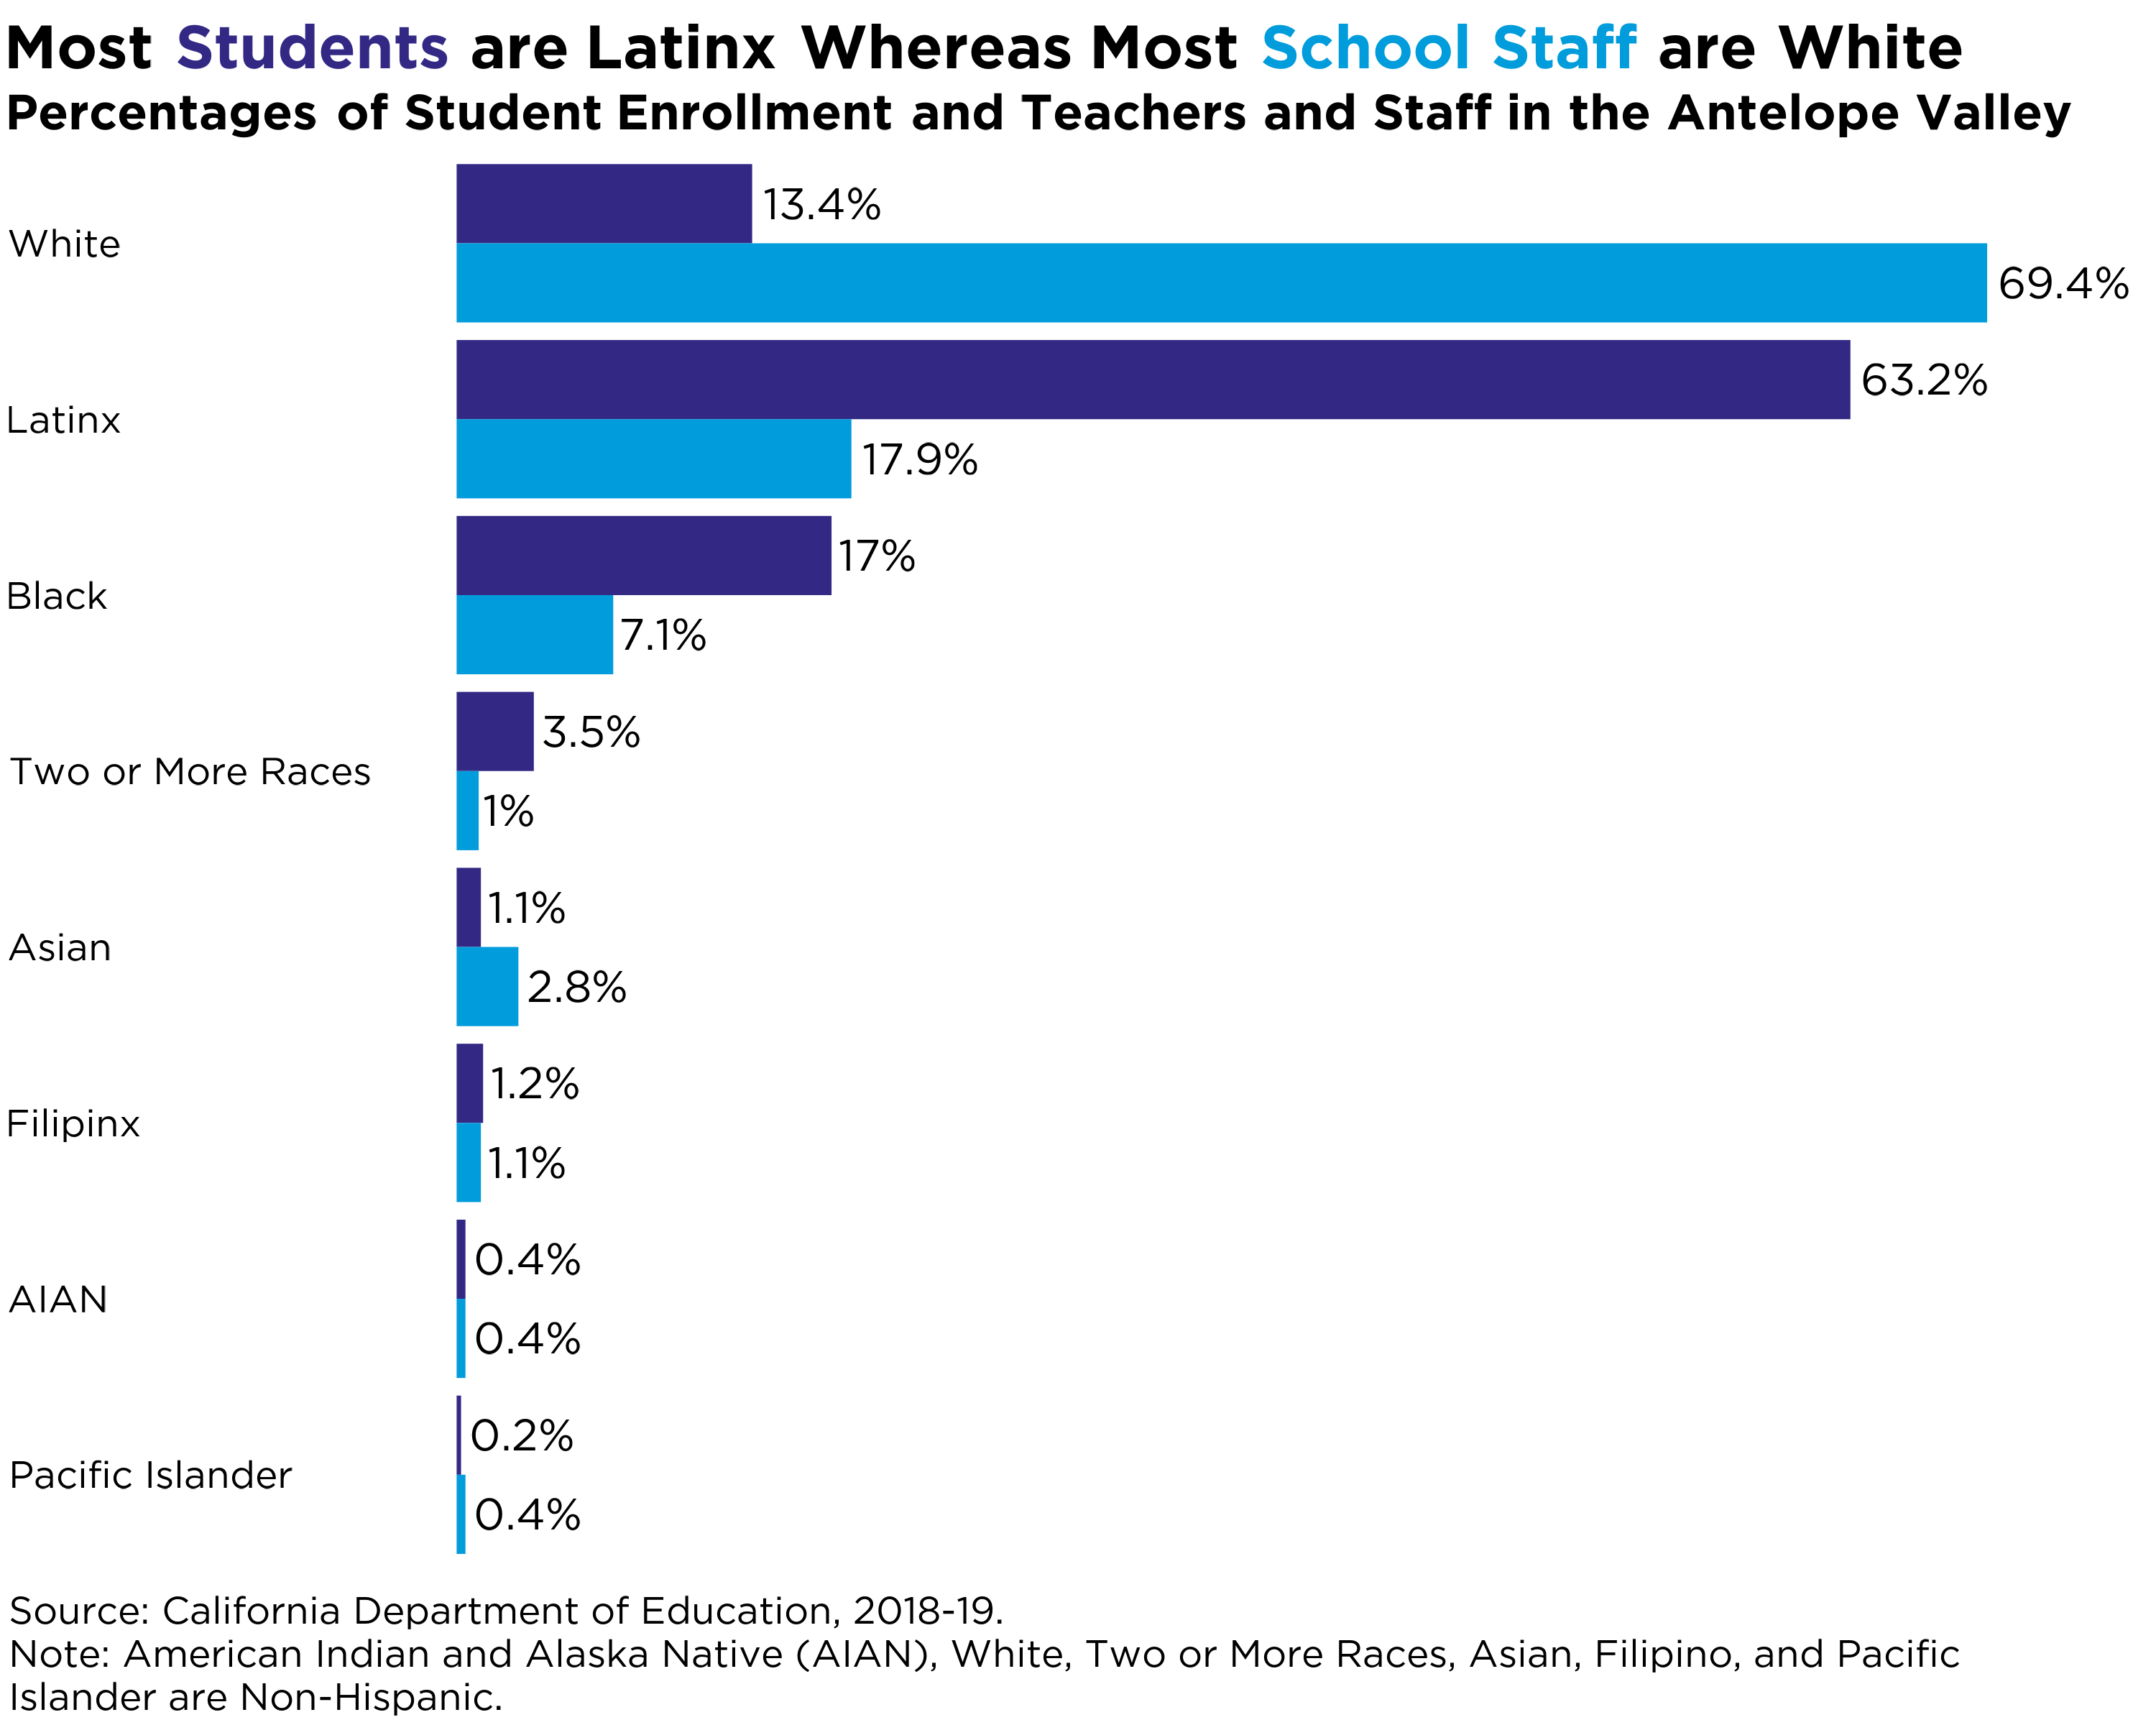 Most Students are Latinx Whereas Most School Staff are White
Percentages of Student Enrollment and Teachers and Staff in the Antelope Valley
White
13.4%
69.4%
Latinx
63.2%
17.9%
Black
17%
7.1%
Two or More Races
3.5%
1%
Asian
1.1%
2.8%
Filipinx
1.2%
1.1%
AIAN
0.4%
0.4%
Pacific Islander
0.2%
0.4%
Source: California Department of Education, 2018-19.
Note: American Indian and Alaska Native (AIAN), White, Two or More Races, Asian, Filipino, and Pacific
Islander are Non-Hispanic.